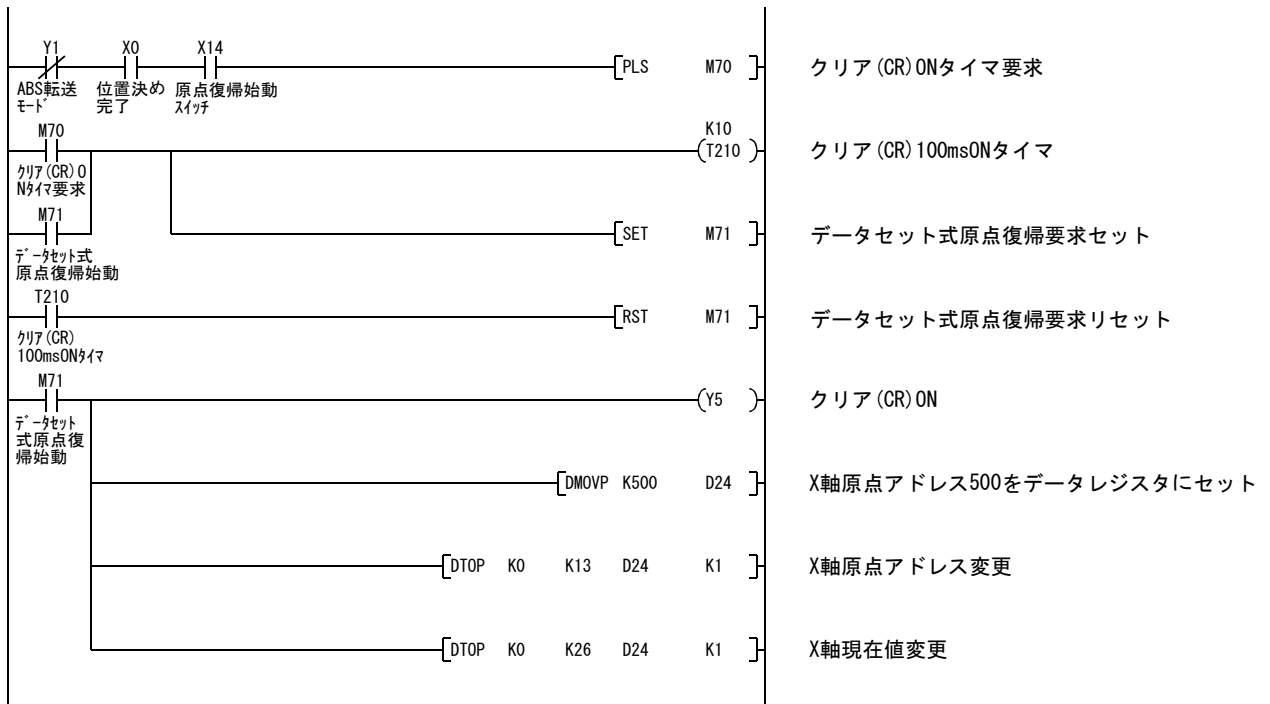 Y1 X0 X14
[PLS M70 ] クリア(CR)ONタイマ要求
ABS転送 位置決め 原点復帰始動
ﾓｰﾄﾞ 完了 ｽｲｯﾁ
M70 K10
(T210 ) クリア(CR)100msONタイマ
ｸﾘｱ(CR)O
Nﾀｲﾏ要求
M71
[SET M71 ] データセット式原点復帰要求セット
ﾃﾞｰﾀｾｯﾄ式
原点復帰始動
T210
[RST M71 ] データセット式原点復帰要求リセット
ｸﾘｱ(CR)
100msONﾀｲﾏ
M71
(Y5 ) クリア(CR)ON
ﾃﾞｰﾀｾｯﾄ
式原点復
帰始動
[DMOVP K500 D24 ] X軸原点アドレス500をデータレジスタにセット
[DTOP K0 K13 D24 K1 ] X軸原点アドレス変更
[DTOP K0 K26 D24 K1 ] X軸現在値変更